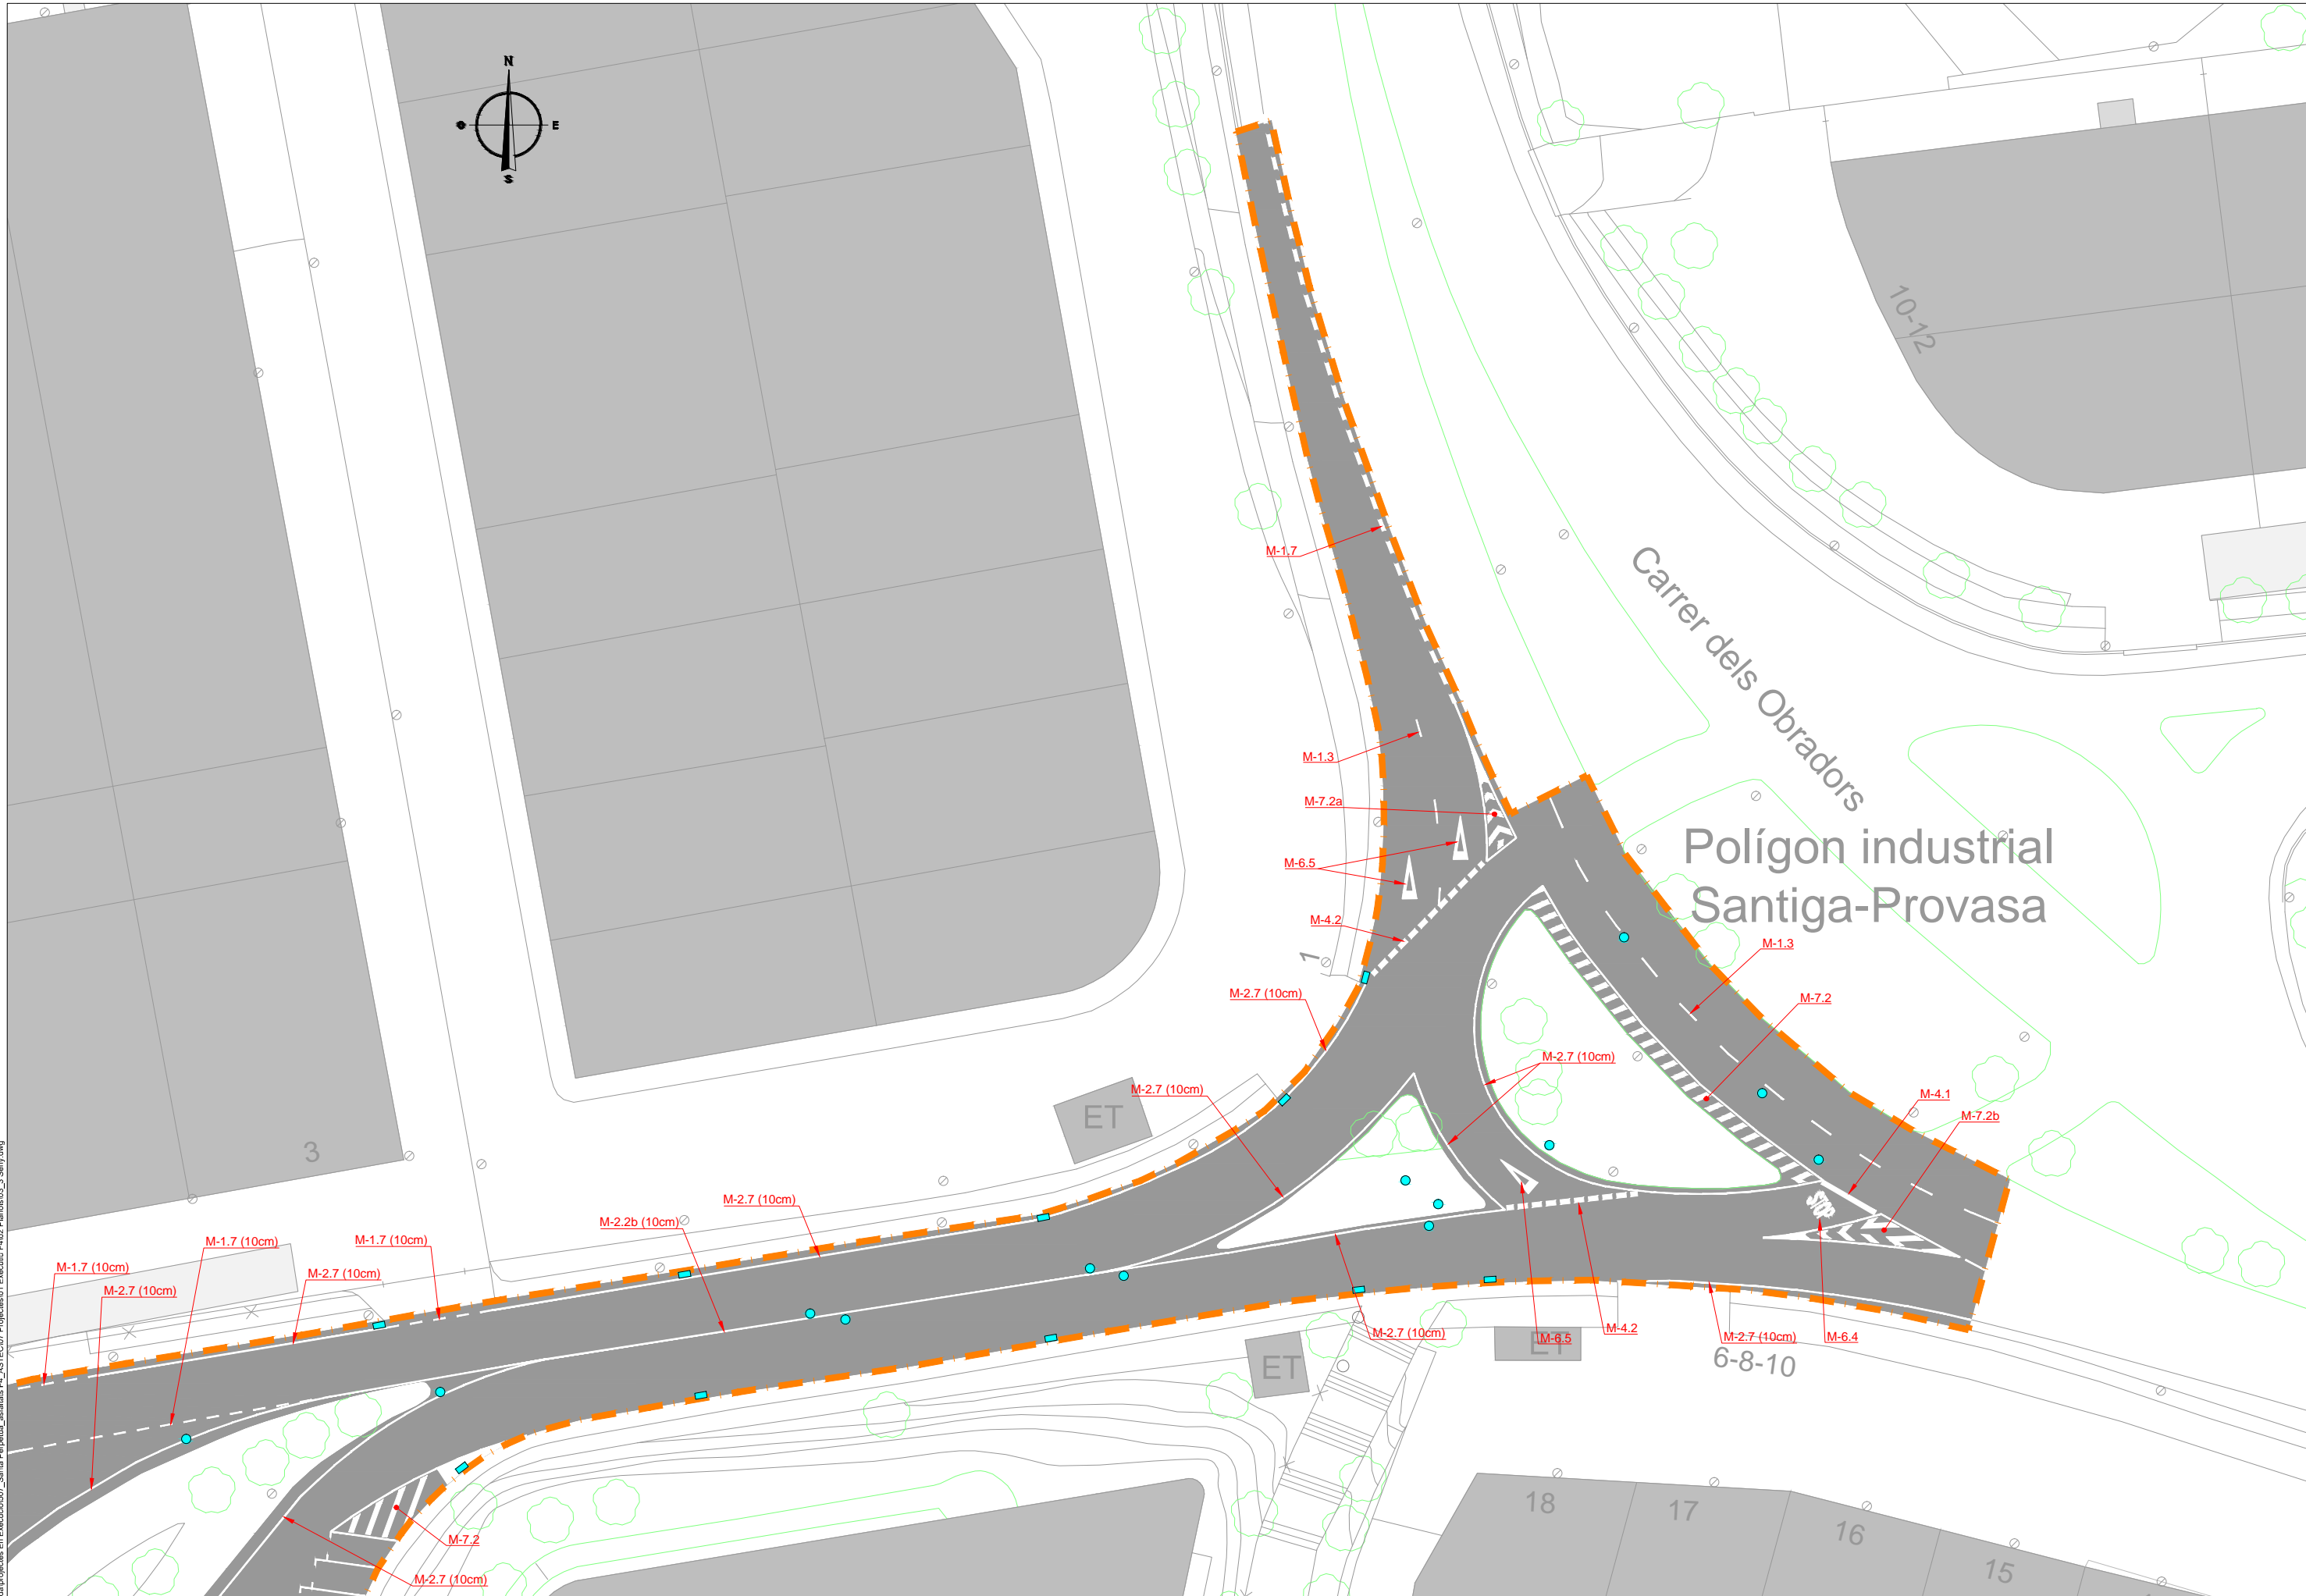 N
O
E
S
10-12
M-1.7
Carrer dels Obradors
M-1.3
M-7.2a
Polígon industrial
Santiga-Provasa
M-6.5
M-4.2
M-1.3
1
M-2.7 (10cm)
M-7.2
M-2.7 (10cm)
M-2.7 (10cm)
M-4.1
ET
M-7.2b
3
M-2.7 (10cm)
STOP
M-2.2b (10cm)
M-1.7 (10cm)
M-1.7 (10cm)
M-1.7 (10cm)
M-2.7 (10cm)
M-2.7 (10cm)
M-2.7 (10cm)
M-6.5
M-4.2
M-2.7 (10cm)
M-6.4
ET
ET
6-8-10
18
17
16
15
M-7.2
M-2.7 (10cm)